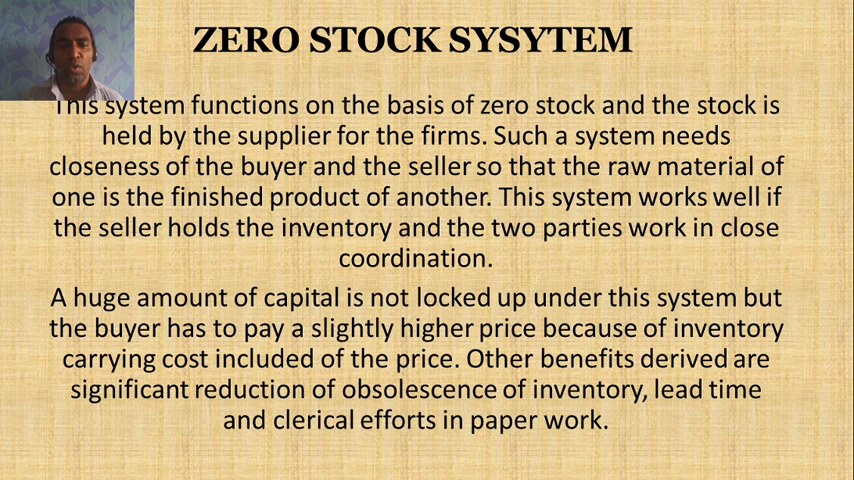 ZERO STOCK SYSYTEM
This system functions on the basis of zero stock and the stock is
held by the supplier for the firms. Such a system needs
closeness of the buyer and the seller so that the raw material of
one is the finished product of another. This system works well if
the seller holds the inventory and the two parties work in close
coordination.
A huge amount of capital is not locked up under this system but
the buyer has to pay a slightly higher price because of inventory
carrying cost included of the price. Other benefits derived are
significant reduction of obsolescence of inventory, lead time
and clerical efforts in paper work.